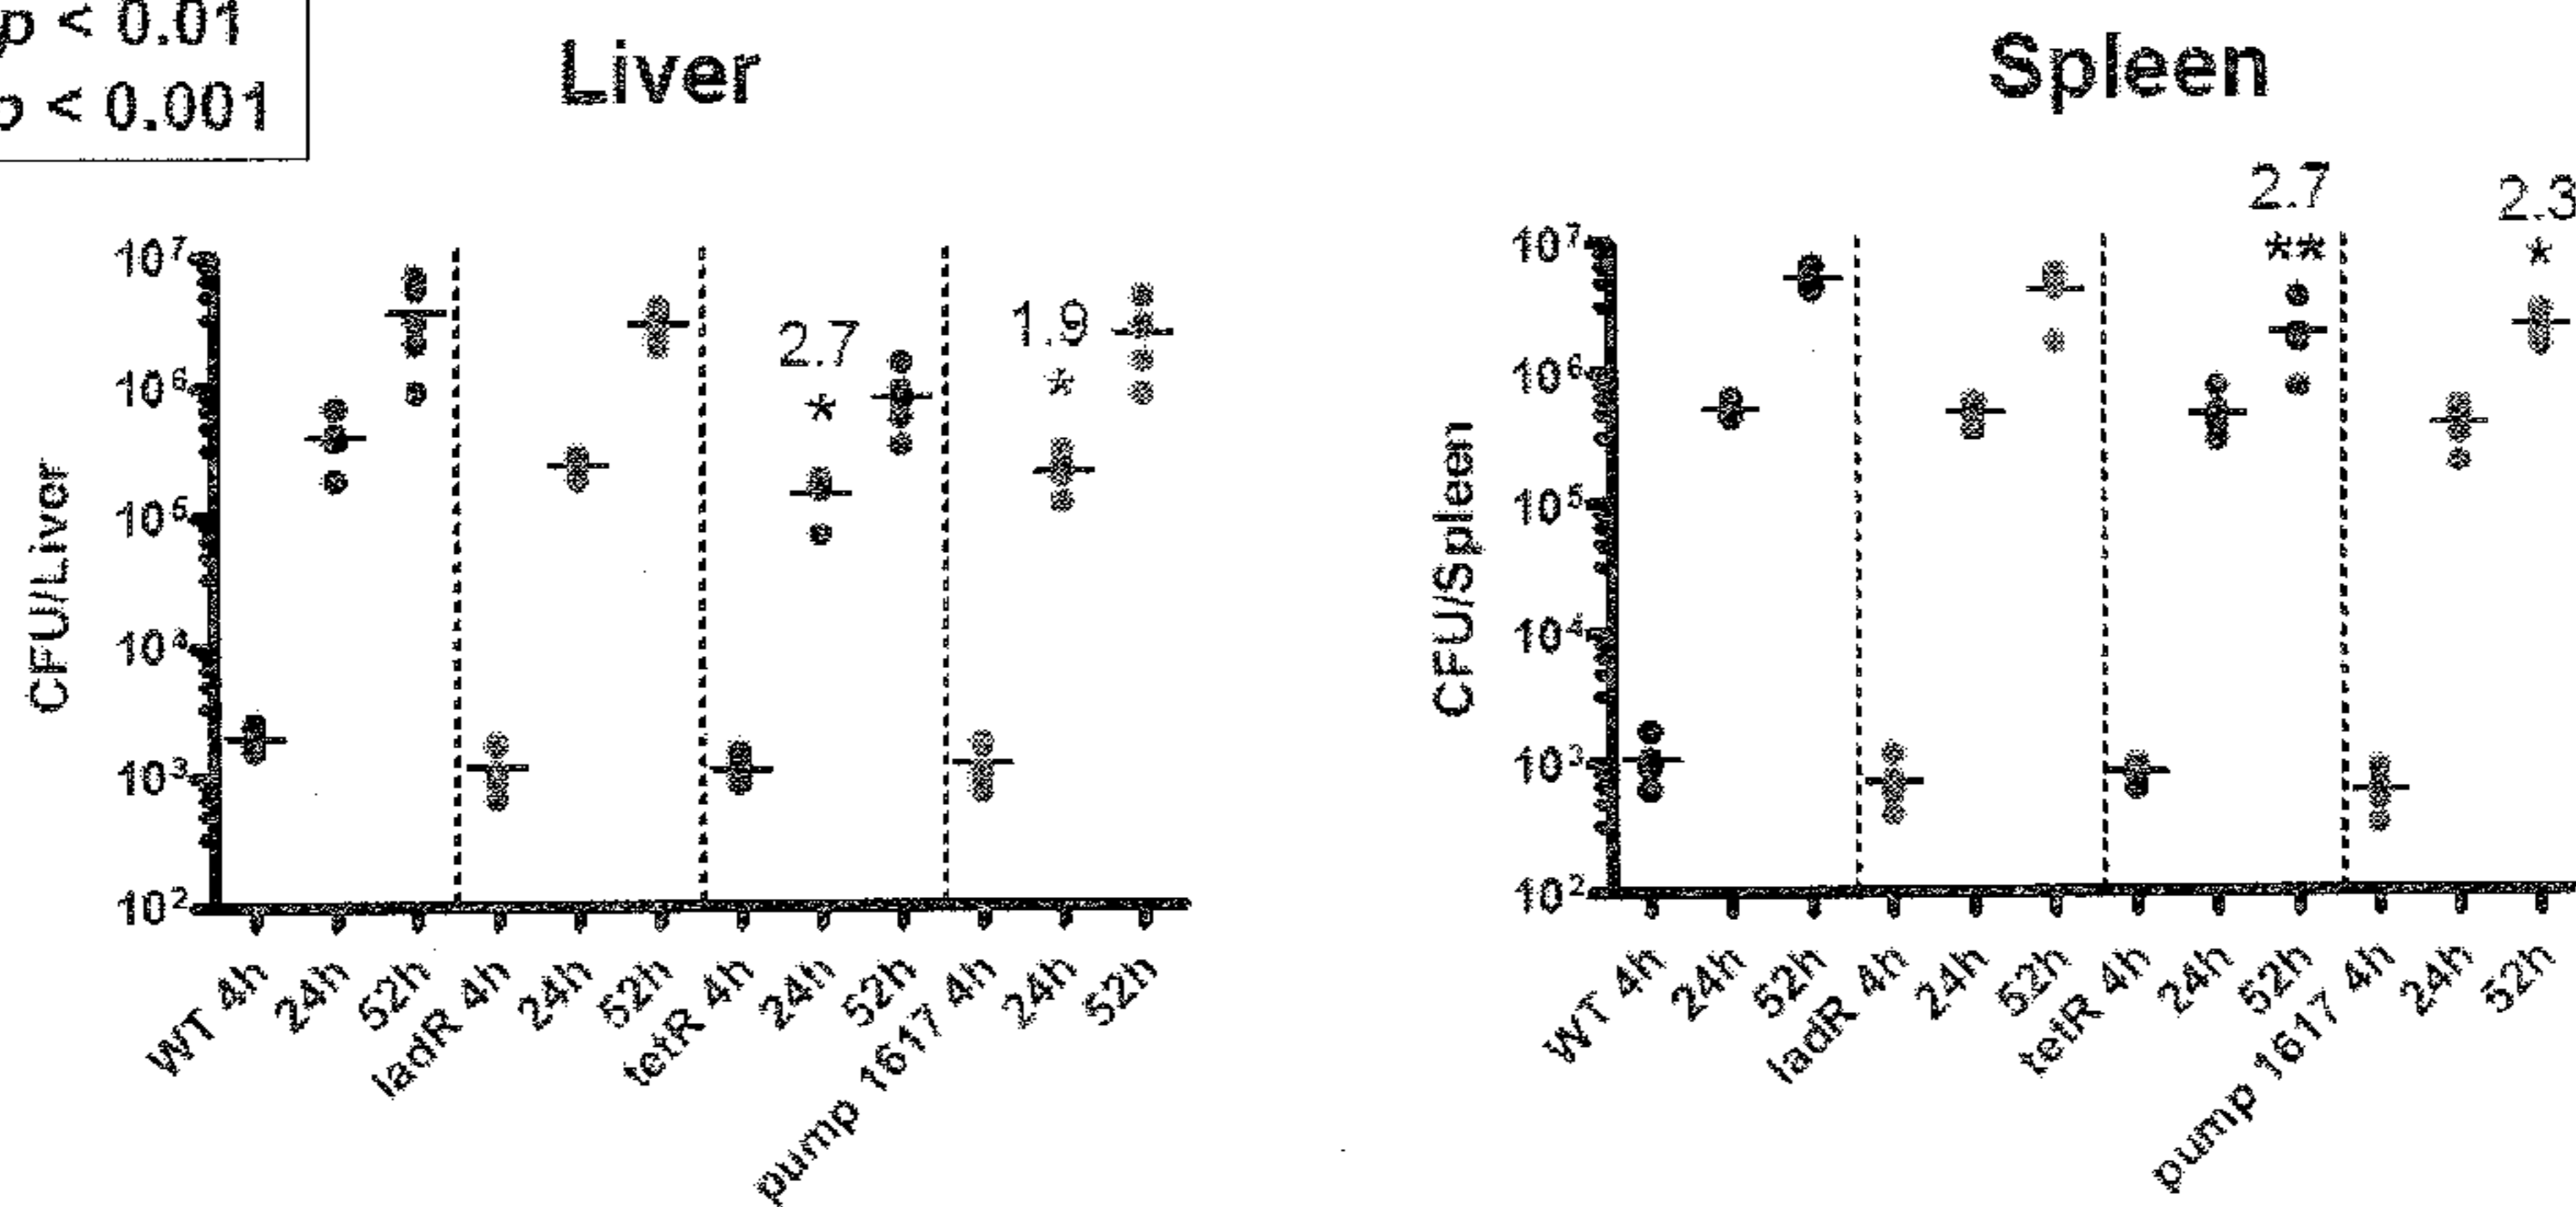 p < 0.01
p < 0.001
Liver
CFU/Liver
10⁷
10⁶
10⁵
10⁴
10³
10²
2.7
*
1.9
*
WT 4h
24h
52h
ladR 4h
24h
52h
tetR 4h
24h
52h
pump 1617 4h
24h
52h
Spleen
CFU/Spleen
10⁷
10⁶
10⁵
10⁴
10³
10²
2.7
**
2.3
*
WT 4h
24h
52h
ladR 4h
24h
52h
tetR 4h
24h
52h
pump 1617 4h
24h
52h